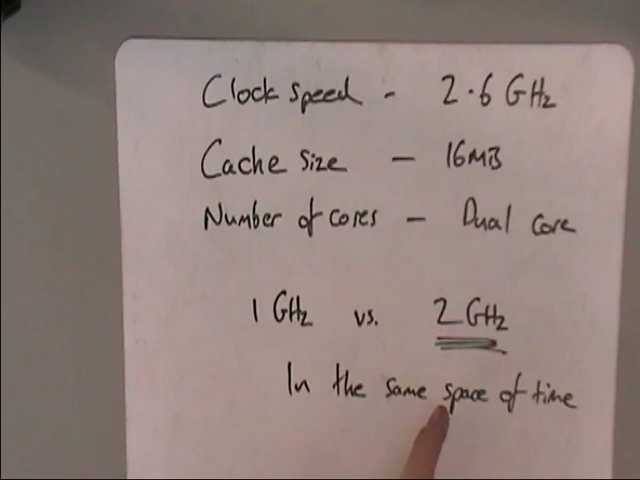 Clock speed - 2.6 GHz
Cache size - 16MB
Number of cores - Dual Core
1 GHz vs. 2 GHz
In the same space of time